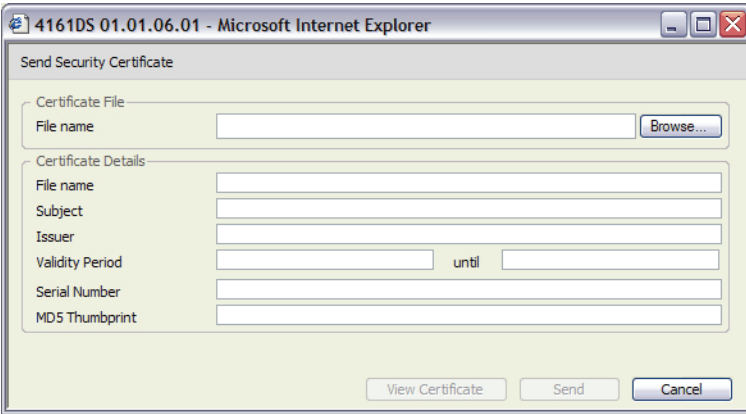 4161DS 01.01.06.01 - Microsoft Internet Explorer
Send Security Certificate
Certificate File
File name Browse...
Certificate Details
File name
Subject
Issuer
Validity Period until
Serial Number
MD5 Thumbprint
View Certificate Send Cancel